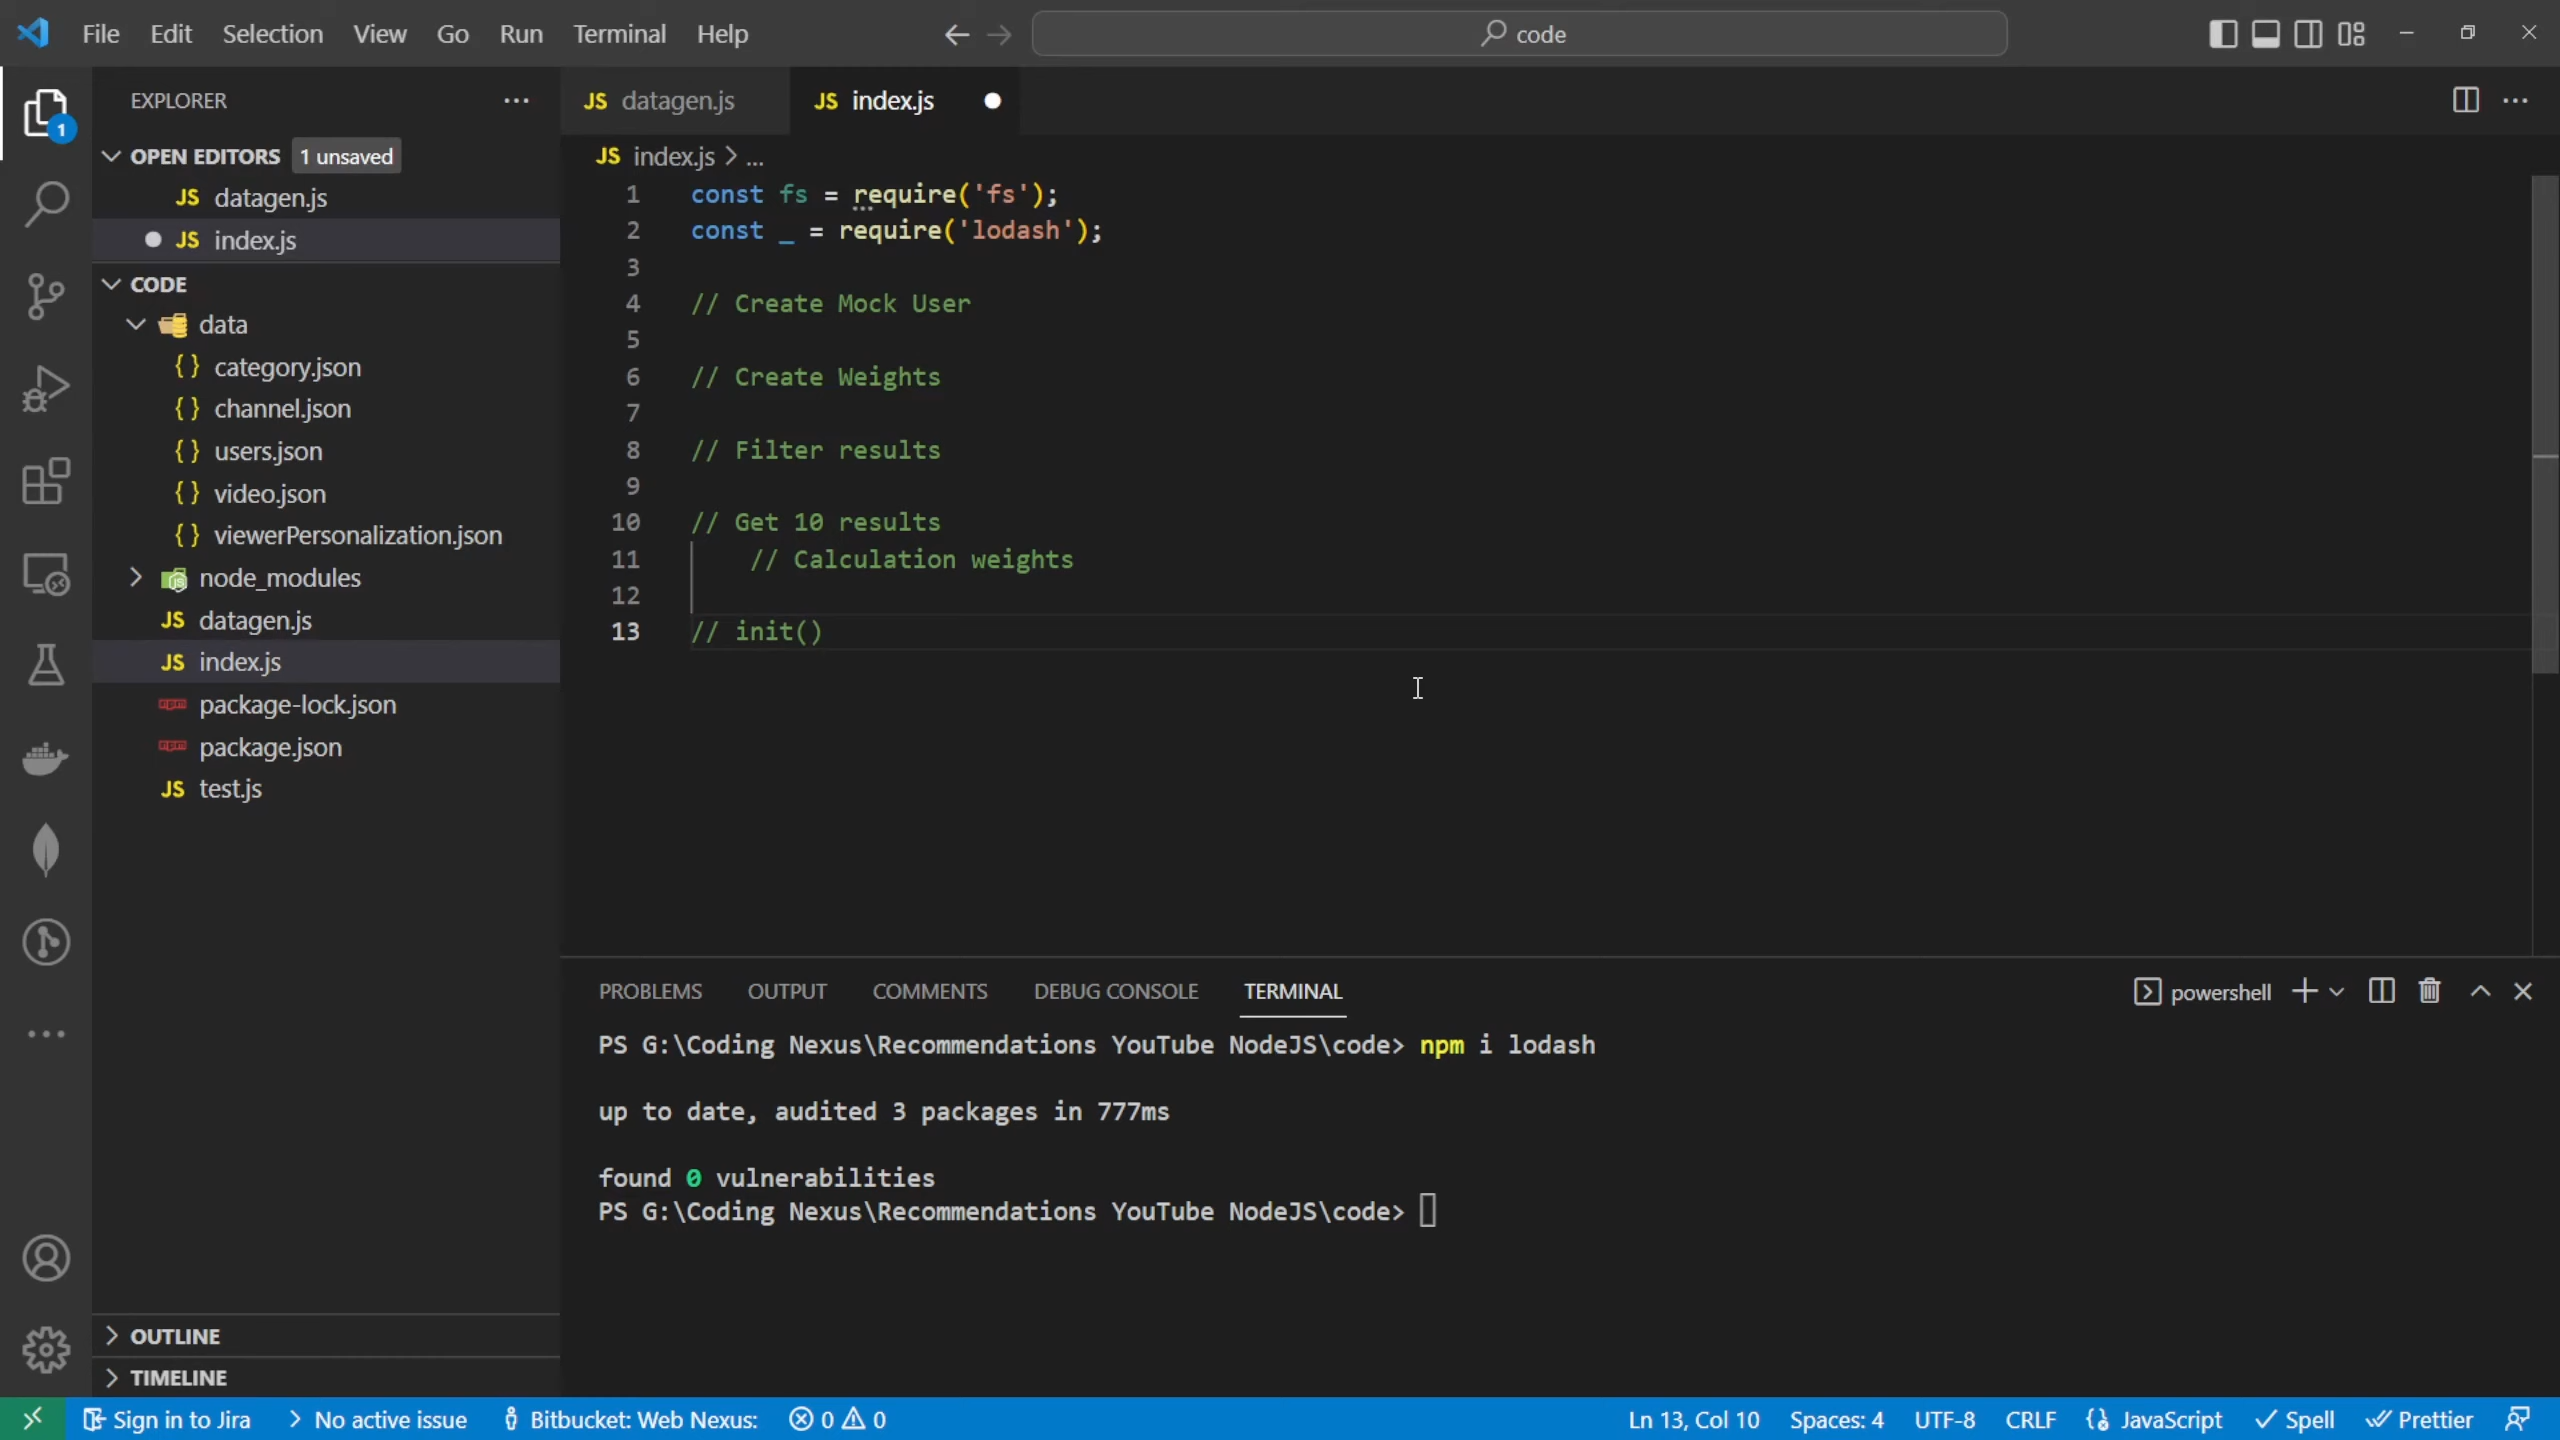 File Edit Selection View Go Run Terminal Help
code
EXPLORER
1
OPEN EDITORS 1 unsaved
JS datagen.js
JS index.js
CODE
data
{} category.json
{} channel.json
{} users.json
{} video.json
{} viewerPersonalization.json
node_modules
JS datagen.js
JS index.js
package-lock.json
package.json
JS test.js
OUTLINE
TIMELINE
JS datagen.js JS index.js
JS index.js > ...
1 const fs = require('fs');
2 const _ = require('lodash');
3
4 // Create Mock User
5
6 // Create Weights
7
8 // Filter results
9
10 // Get 10 results
11 // Calculation weights
12
13 // init()
PROBLEMS OUTPUT COMMENTS DEBUG CONSOLE TERMINAL
powershell
PS G:\Coding Nexus\Recommendations YouTube NodeJS\code> npm i lodash
up to date, audited 3 packages in 777ms
found 0 vulnerabilities
PS G:\Coding Nexus\Recommendations YouTube NodeJS\code>
Sign in to Jira No active issue Bitbucket: Web Nexus: 0 0 Ln 13, Col 10 Spaces: 4 UTF-8 CRLF JavaScript Spell Prettier